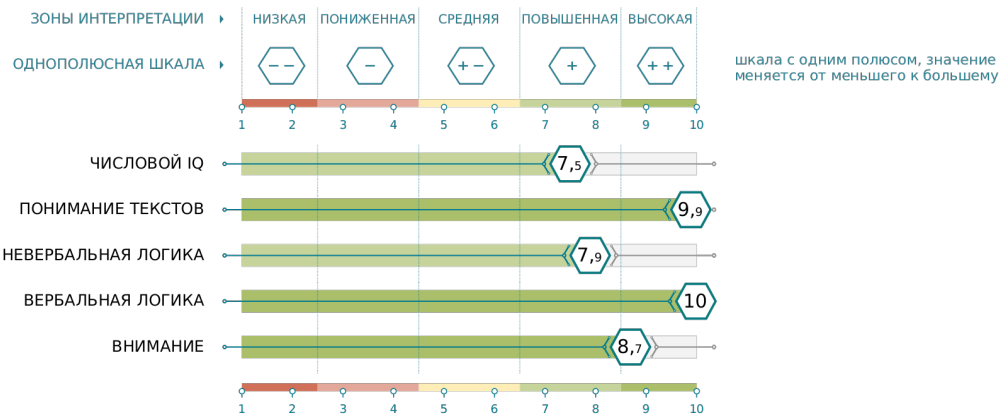 ЗОНЫ ИНТЕРПРЕТАЦИИ НИЗКАЯ ПОНИЖЕННАЯ СРЕДНЯЯ ПОВЫШЕННАЯ ВЫСОКАЯ
ОДНОПОЛЮСНАЯ ШКАЛА − − − + − + + +
шкала с одним полюсом, значение
меняется от меньшего к большему
1 2 3 4 5 6 7 8 9 10
ЧИСЛОВОЙ IQ 7,5
ПОНИМАНИЕ ТЕКСТОВ 9,9
НЕВЕРБАЛЬНАЯ ЛОГИКА 7,9
ВЕРБАЛЬНАЯ ЛОГИКА 10
ВНИМАНИЕ 8,7
1 2 3 4 5 6 7 8 9 10